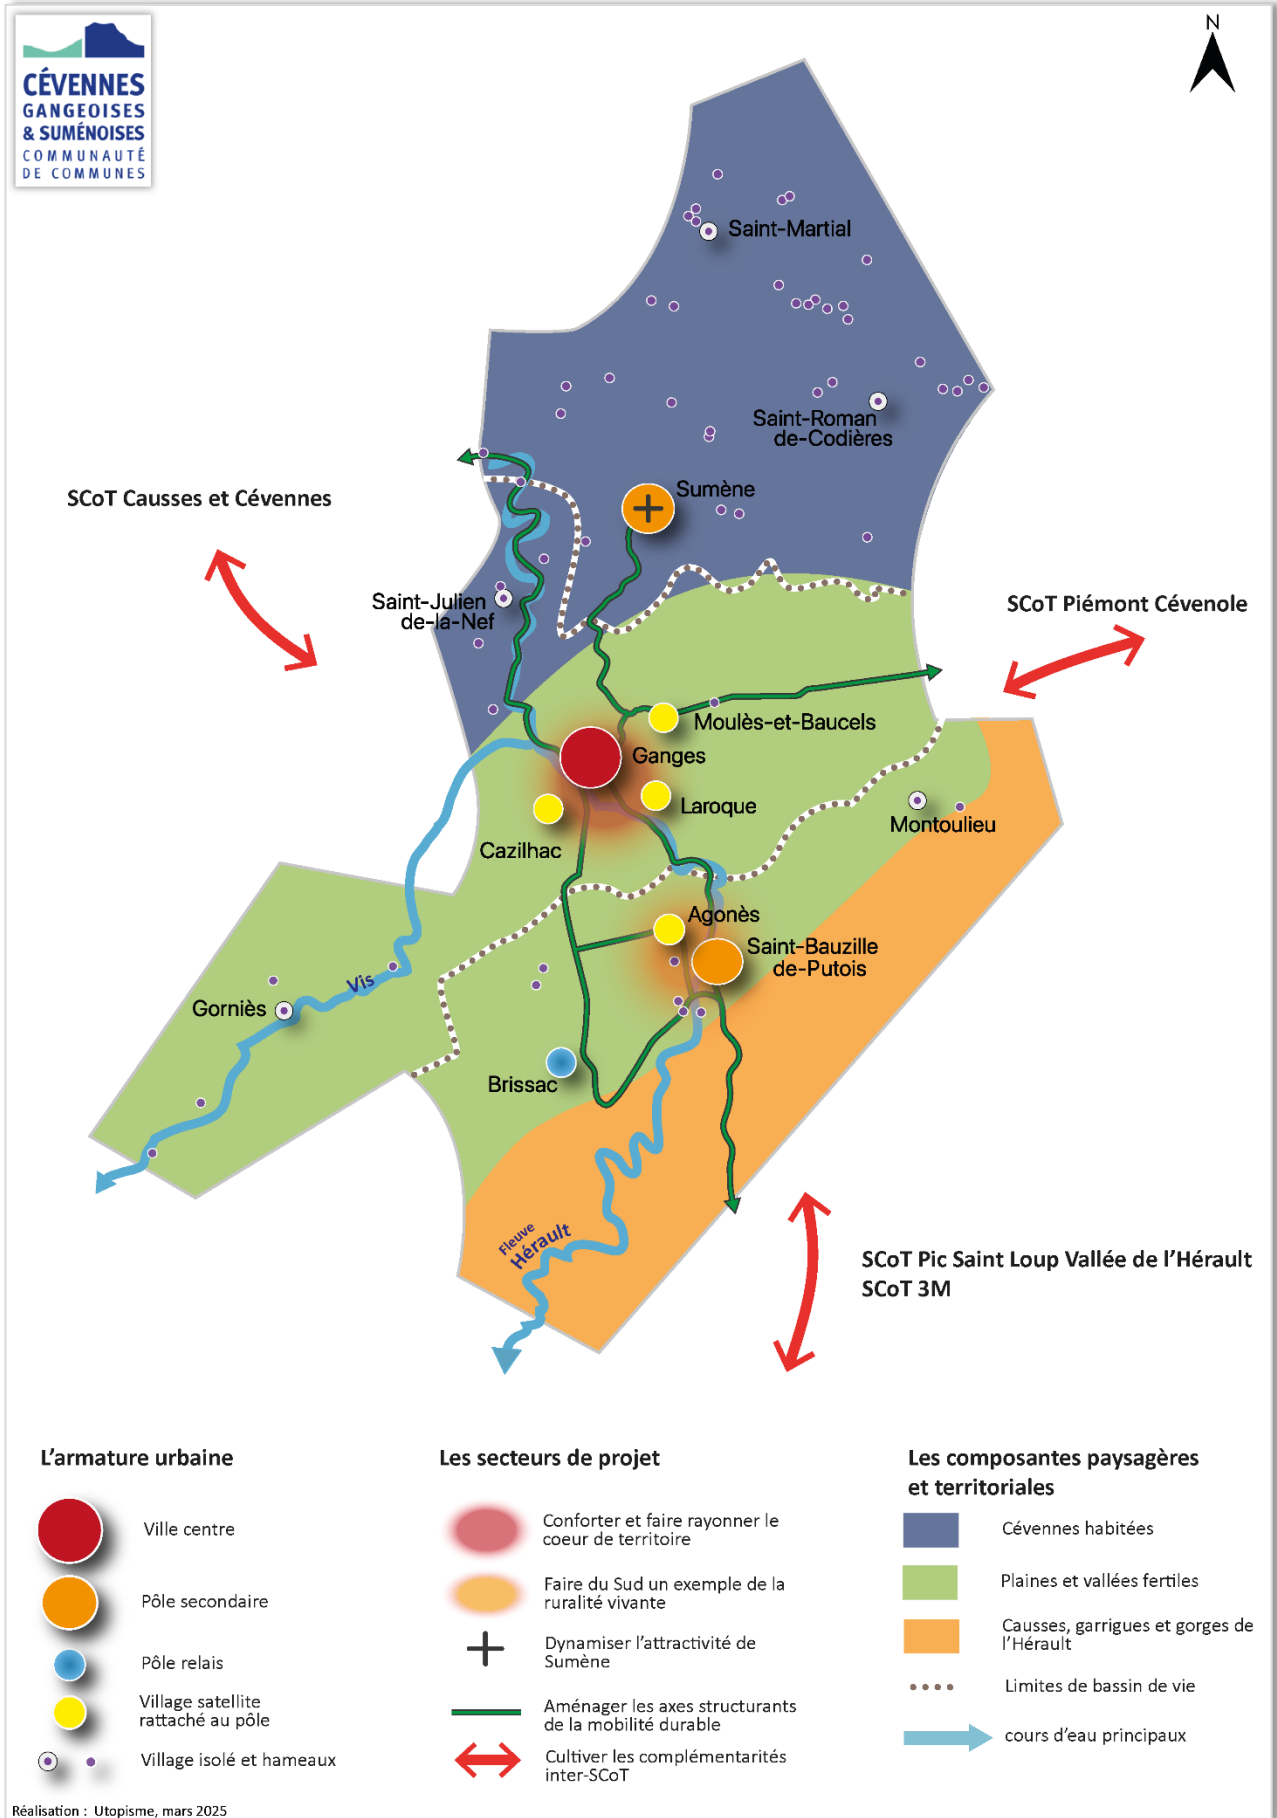 CÉVENNES
GANGEOISES
& SUMÉNOISES
COMMUNAUTÉ
DE COMMUNES
N
Saint-Martial
Saint-Roman
de-Codières
SCoT Causses et Cévennes
Sumène
Saint-Julien
de-la-Nef
SCoT Piémont Cévenole
Moulès-et-Baucels
Ganges
Laroque
Cazilhac
Montoulieu
Agonès
Saint-Bauzille
de-Putois
Vis
Gorniès
Brissac
Fleuve
Hérault
SCoT Pic Saint Loup Vallée de l'Hérault
SCoT 3M
L'armature urbaine
Ville centre
Pôle secondaire
Pôle relais
Village satellite
rattaché au pôle
Village isolé et hameaux
Les secteurs de projet
Conforter et faire rayonner le
coeur de territoire
Faire du Sud un exemple de la
ruralité vivante
Dynamiser l'attractivité de
Sumène
Aménager les axes structurants
de la mobilité durable
Cultiver les complémentarités
inter-SCoT
Les composantes paysagères
et territoriales
Cévennes habitées
Plaines et vallées fertiles
Causses, garrigues et gorges de
l'Hérault
Limites de bassin de vie
cours d'eau principaux
Réalisation : Utopisme, mars 2025